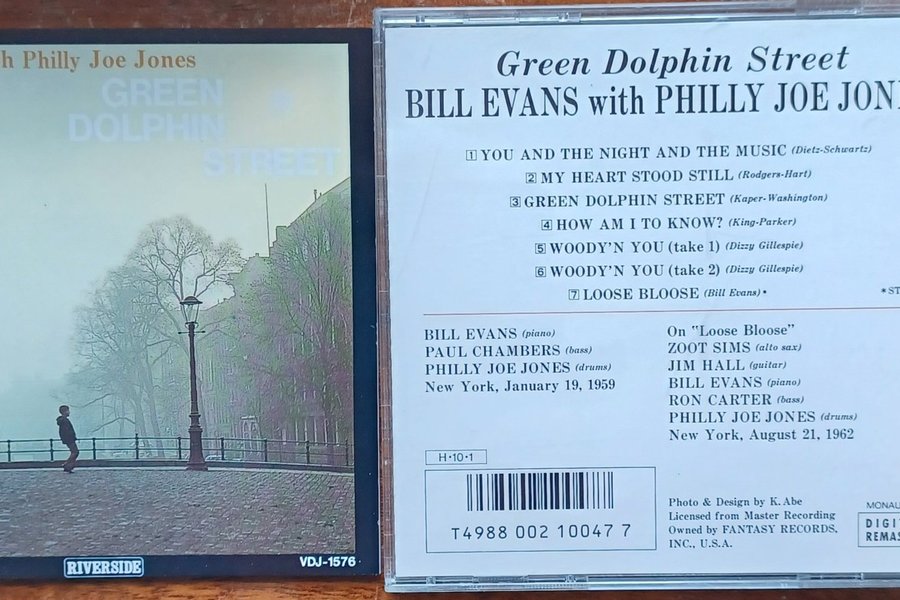 h Philly Joe Jones
GREEN
DOLPHIN
STREET
RIVERSIDE
VDJ-1576
Green Dolphin Street
BILL EVANS with PHILLY JOE JON
1 YOU AND THE NIGHT AND THE MUSIC (Dietz-Schwartz)
2 MY HEART STOOD STILL (Rodgers-Hart)
3 GREEN DOLPHIN STREET (Kaper-Washington)
4 HOW AM I TO KNOW? (King-Parker)
5 WOODY'N YOU (take 1) (Dizzy Gillespie)
6 WOODY'N YOU (take 2) (Dizzy Gillespie)
7 LOOSE BLOOSE (Bill Evans)*
*ST
BILL EVANS (piano)
PAUL CHAMBERS (bass)
PHILLY JOE JONES (drums)
New York, January 19, 1959
On "Loose Bloose"
ZOOT SIMS (alto sax)
JIM HALL (guitar)
BILL EVANS (piano)
RON CARTER (bass)
PHILLY JOE JONES (drums)
New York, August 21, 1962
H·10·1
T4988 002 10047 7
Photo & Design by K. Abe
Licensed from Master Recording
Owned by FANTASY RECORDS,
INC., U.S.A.
MONAU
DIGI
REMAS